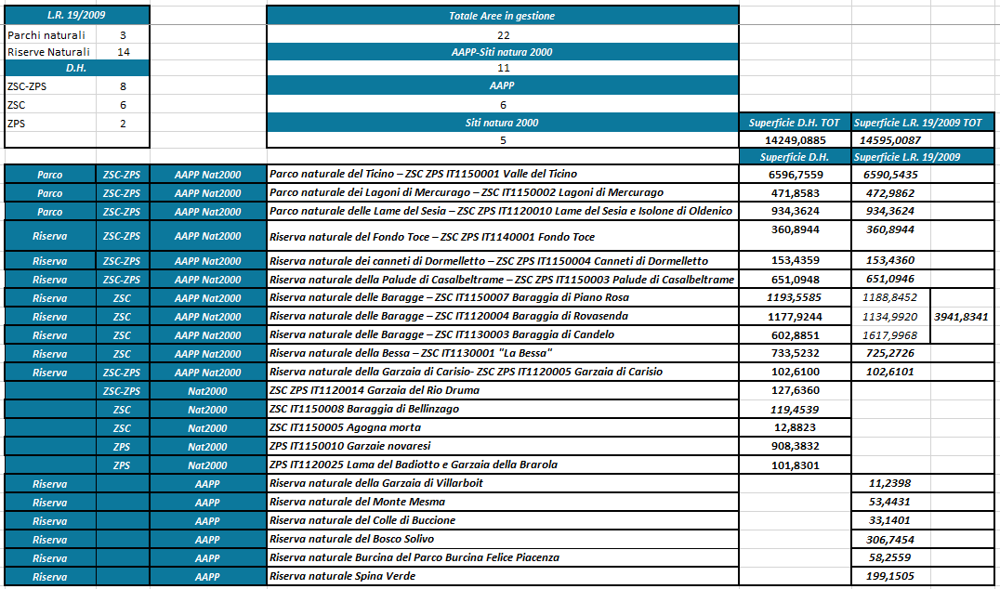 L.R. 19/2009 Totale Aree in gestione
Parchi naturali 3 22
Riserve Naturali 14 AAPP-Siti natura 2000
D.H. 11
ZSC-ZPS 8 AAPP
ZSC 6 6
ZPS 2 Siti natura 2000 Superficie D.H. TOT Superficie L.R. 19/2009 TOT
5 14249,0885 14595,0087
Superficie D.H. Superficie L.R. 19/2009
Parco ZSC-ZPS AAPP Nat2000 Parco naturale del Ticino – ZSC ZPS IT1150001 Valle del Ticino 6596,7559 6590,5435
Parco ZSC-ZPS AAPP Nat2000 Parco naturale dei Lagoni di Mercurago – ZSC IT1150002 Lagoni di Mercurago 471,8583 472,9862
Parco ZSC-ZPS AAPP Nat2000 Parco naturale delle Lame del Sesia – ZSC ZPS IT1120010 Lame del Sesia e Isolone di Oldenico 934,3624 934,3624
Riserva ZSC-ZPS AAPP Nat2000 Riserva naturale del Fondo Toce – ZSC ZPS IT1140001 Fondo Toce 360,8944 360,8944
Riserva ZSC-ZPS AAPP Nat2000 Riserva naturale dei canneti di Dormelletto – ZSC ZPS IT1150004 Canneti di Dormelletto 153,4359 153,4360
Riserva ZSC-ZPS AAPP Nat2000 Riserva naturale della Palude di Casalbeltrame – ZSC ZPS IT1150003 Palude di Casalbeltrame 651,0948 651,0946
Riserva ZSC AAPP Nat2000 Riserva naturale delle Baragge – ZSC IT1150007 Baraggia di Piano Rosa 1193,5585 1188,8452
Riserva ZSC AAPP Nat2000 Riserva naturale delle Baragge – ZSC IT1120004 Baraggia di Rovasenda 1177,9244 1134,9920 3941,8341
Riserva ZSC AAPP Nat2000 Riserva naturale delle Baragge – ZSC IT1130003 Baraggia di Candelo 602,8851 1617,9968
Riserva ZSC AAPP Nat2000 Riserva naturale della Bessa – ZSC IT1130001 "La Bessa" 733,5232 725,2726
Riserva ZSC-ZPS AAPP Nat2000 Riserva naturale della Garzaia di Carisio- ZSC ZPS IT1120005 Garzaia di Carisio 102,6100 102,6101
ZSC-ZPS Nat2000 ZSC ZPS IT1120014 Garzaia del Rio Druma 127,6360
ZSC Nat2000 ZSC IT1150008 Baraggia di Bellinzago 119,4539
ZSC Nat2000 ZSC IT1150005 Agogna morta 12,8823
ZPS Nat2000 ZPS IT1150010 Garzaie novaresi 908,3832
ZPS Nat2000 ZPS IT1120025 Lama del Badiotto e Garzaia della Brarola 101,8301
Riserva AAPP Riserva naturale della Garzaia di Villarboit 11,2398
Riserva AAPP Riserva naturale del Monte Mesma 53,4431
Riserva AAPP Riserva naturale del Colle di Buccione 33,1401
Riserva AAPP Riserva naturale del Bosco Solivo 306,7454
Riserva AAPP Riserva naturale Burcina del Parco Burcina Felice Piacenza 58,2559
Riserva AAPP Riserva naturale Spina Verde 199,1505